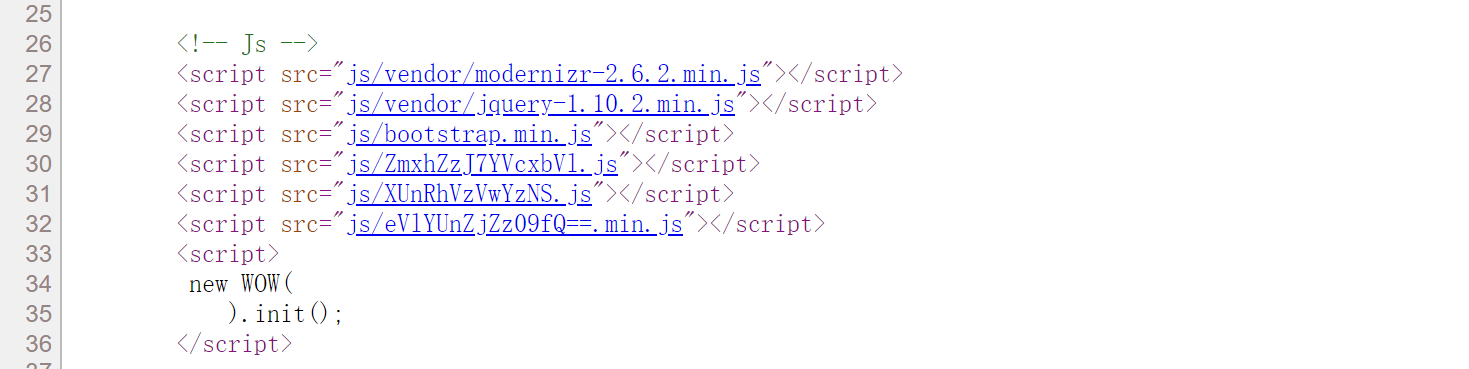 25
26 <!-- Js -->
27 <script src="js/vendor/modernizr-2.6.2.min.js"></script>
28 <script src="js/vendor/jquery-1.10.2.min.js"></script>
29 <script src="js/bootstrap.min.js"></script>
30 <script src="js/ZmxhZzJ7YVcxbVl.js"></script>
31 <script src="js/XUnRhVzVwYzNS.js"></script>
32 <script src="js/eVlYUnZjZz09fQ==.min.js"></script>
33 <script>
34 new WOW(
35 ).init();
36 </script>
37